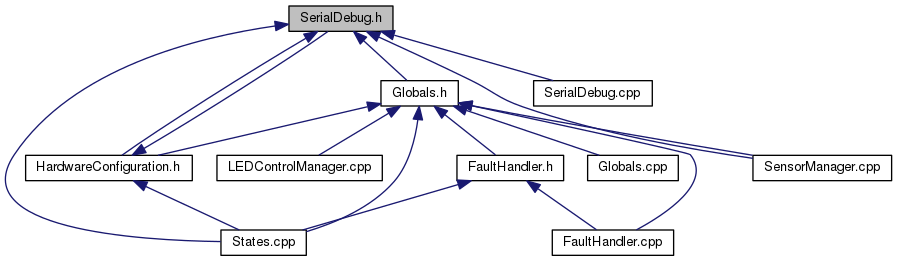 SerialDebug.h
Globals.h
SerialDebug.cpp
HardwareConfiguration.h
LEDControlManager.cpp
FaultHandler.h
Globals.cpp
SensorManager.cpp
States.cpp
FaultHandler.cpp